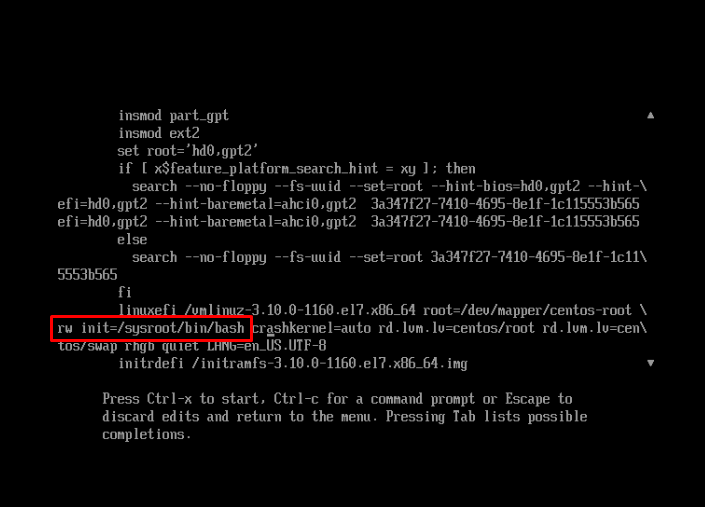 insmod part_gpt
insmod ext2
set root='hd0,gpt2'
if [ x$feature_platform_search_hint = xy ]; then
search --no-floppy --fs-uuid --set=root --hint-bios=hd0,gpt2 --hint-\
efi=hd0,gpt2 --hint-baremetal=ahci0,gpt2 3a347f27-7410-4695-8e1f-1c115553b565
efi=hd0,gpt2 --hint-baremetal=ahci0,gpt2 3a347f27-7410-4695-8e1f-1c115553b565
else
search --no-floppy --fs-uuid --set=root 3a347f27-7410-4695-8e1f-1c11\
5553b565
fi
linuxefi /vmlinuz-3.10.0-1160.el7.x86_64 root=/dev/mapper/centos-root \
rw init=/sysroot/bin/bash crashkernel=auto rd.lvm.lv=centos/root rd.lvm.lv=cen\
tos/swap rhgb quiet LANG=en_US.UTF-8
initrdefi /initramfs-3.10.0-1160.el7.x86_64.img
Press Ctrl-x to start, Ctrl-c for a command prompt or Escape to
discard edits and return to the menu. Pressing Tab lists possible
completions.